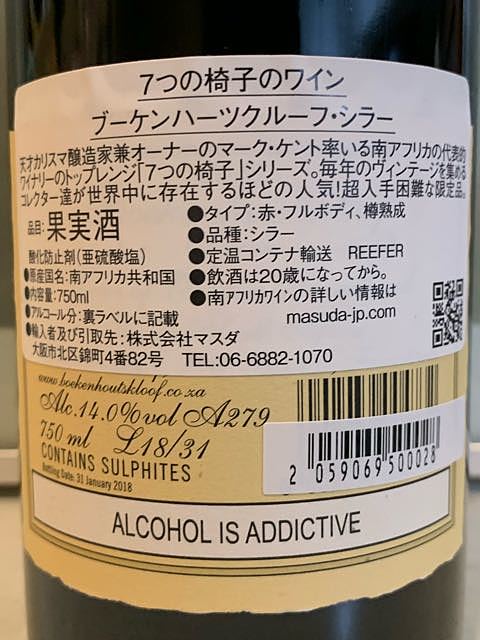 7つの椅子のワイン
ブーケンハーツクルーフ・シラー
天才カリスマ醸造家兼オーナーのマーク・ケント率いる南アフリカの代表的
ワイナリーのトップレンジ「7つの椅子」シリーズ。毎年のヴィンテージを集める
コレクター達が世界中に存在するほどの人気！超入手困難な限定品。
品目:果実酒
酸化防止剤（亜硫酸塩）
●原産国名：南アフリカ共和国
●内容量：750ml
●アルコール分：裏ラベルに記載
●輸入者及び引取先：株式会社マスダ
大阪市北区錦町4番82号 TEL:06-6882-1070
●タイプ：赤・フルボディ、樽熟成
●品種：シラー
●定温コンテナ輸送 REEFER
●飲酒は20歳になってから。
●南アフリカワインの詳しい情報は
masuda-jp.com
www.boekenhoutskloof.co.za
Alc.14.0%vol A279
750 ml L18/31
CONTAINS SULPHITES
Bottling Date: 31 January 2018
2 059069 500028
ALCOHOL IS ADDICTIVE